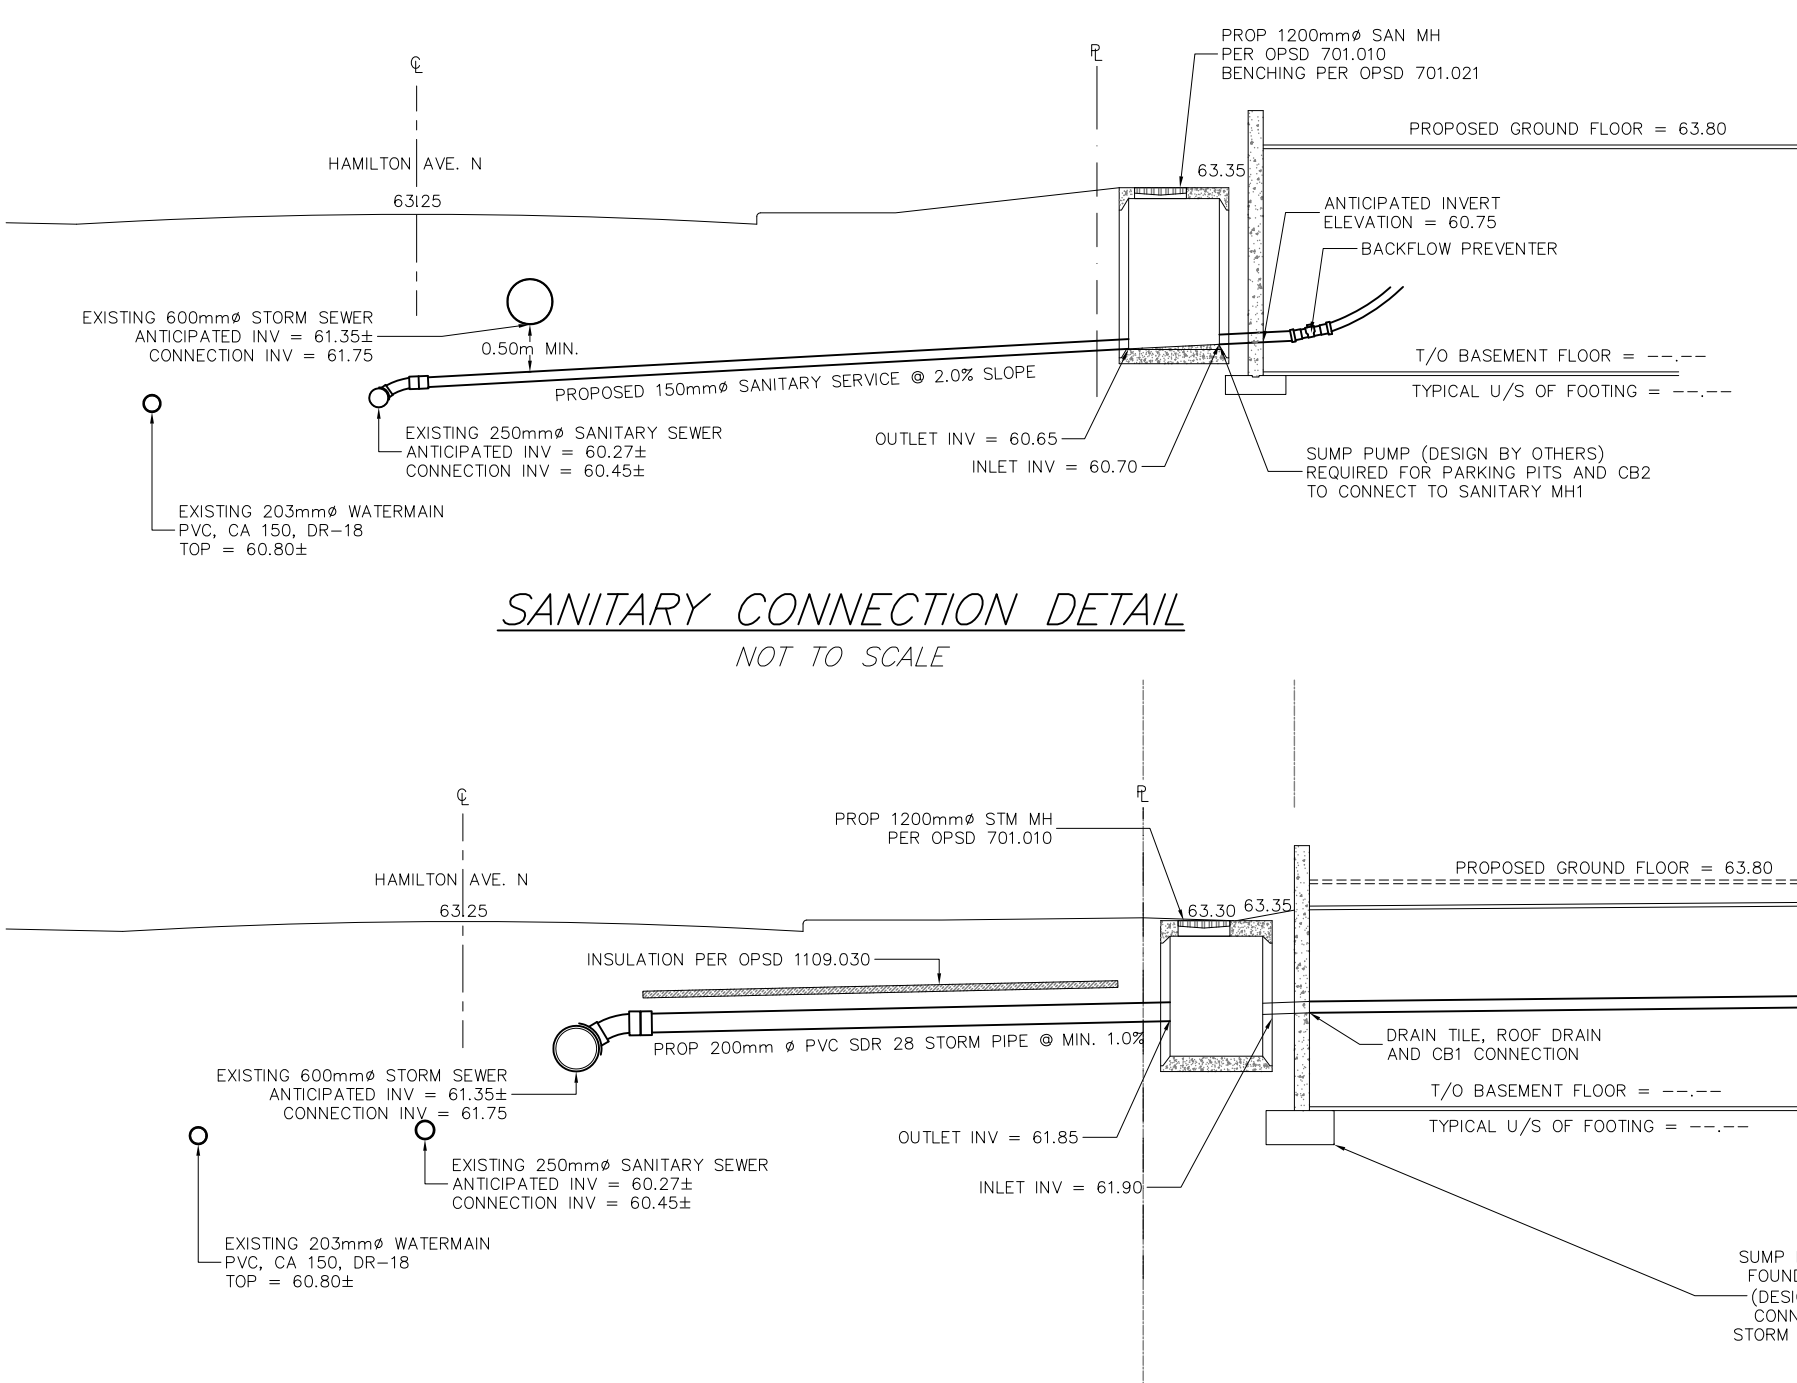 PROP 1200mmø SAN MH
PER OPSD 701.010
BENCHING PER OPSD 701.021
℄
PL
PROPOSED GROUND FLOOR = 63.80
HAMILTON AVE. N
63.35
63.25
ANTICIPATED INVERT
ELEVATION = 60.75
BACKFLOW PREVENTER
EXISTING 600mmø STORM SEWER
ANTICIPATED INV = 61.35±
CONNECTION INV = 61.75
0.50m MIN.
T/O BASEMENT FLOOR = --.--
PROPOSED 150mmø SANITARY SERVICE @ 2.0% SLOPE
TYPICAL U/S OF FOOTING = --.--
EXISTING 250mmø SANITARY SEWER
ANTICIPATED INV = 60.27±
CONNECTION INV = 60.45±
OUTLET INV = 60.65
INLET INV = 60.70
SUMP PUMP (DESIGN BY OTHERS)
REQUIRED FOR PARKING PITS AND CB2
TO CONNECT TO SANITARY MH1
EXISTING 203mmø WATERMAIN
PVC, CA 150, DR-18
TOP = 60.80±
SANITARY CONNECTION DETAIL
NOT TO SCALE
℄
PL
PROP 1200mmø STM MH
PER OPSD 701.010
PROPOSED GROUND FLOOR = 63.80
HAMILTON AVE. N
63.25
63.30
63.35
INSULATION PER OPSD 1109.030
PROP 200mm ø PVC SDR 28 STORM PIPE @ MIN. 1.0%
DRAIN TILE, ROOF DRAIN
AND CB1 CONNECTION
EXISTING 600mmø STORM SEWER
ANTICIPATED INV = 61.35±
CONNECTION INV = 61.75
T/O BASEMENT FLOOR = --.--
TYPICAL U/S OF FOOTING = --.--
OUTLET INV = 61.85
INLET INV = 61.90
EXISTING 250mmø SANITARY SEWER
ANTICIPATED INV = 60.27±
CONNECTION INV = 60.45±
EXISTING 203mmø WATERMAIN
PVC, CA 150, DR-18
TOP = 60.80±
SUMP
FOUND
(DESI
CONN
STORM